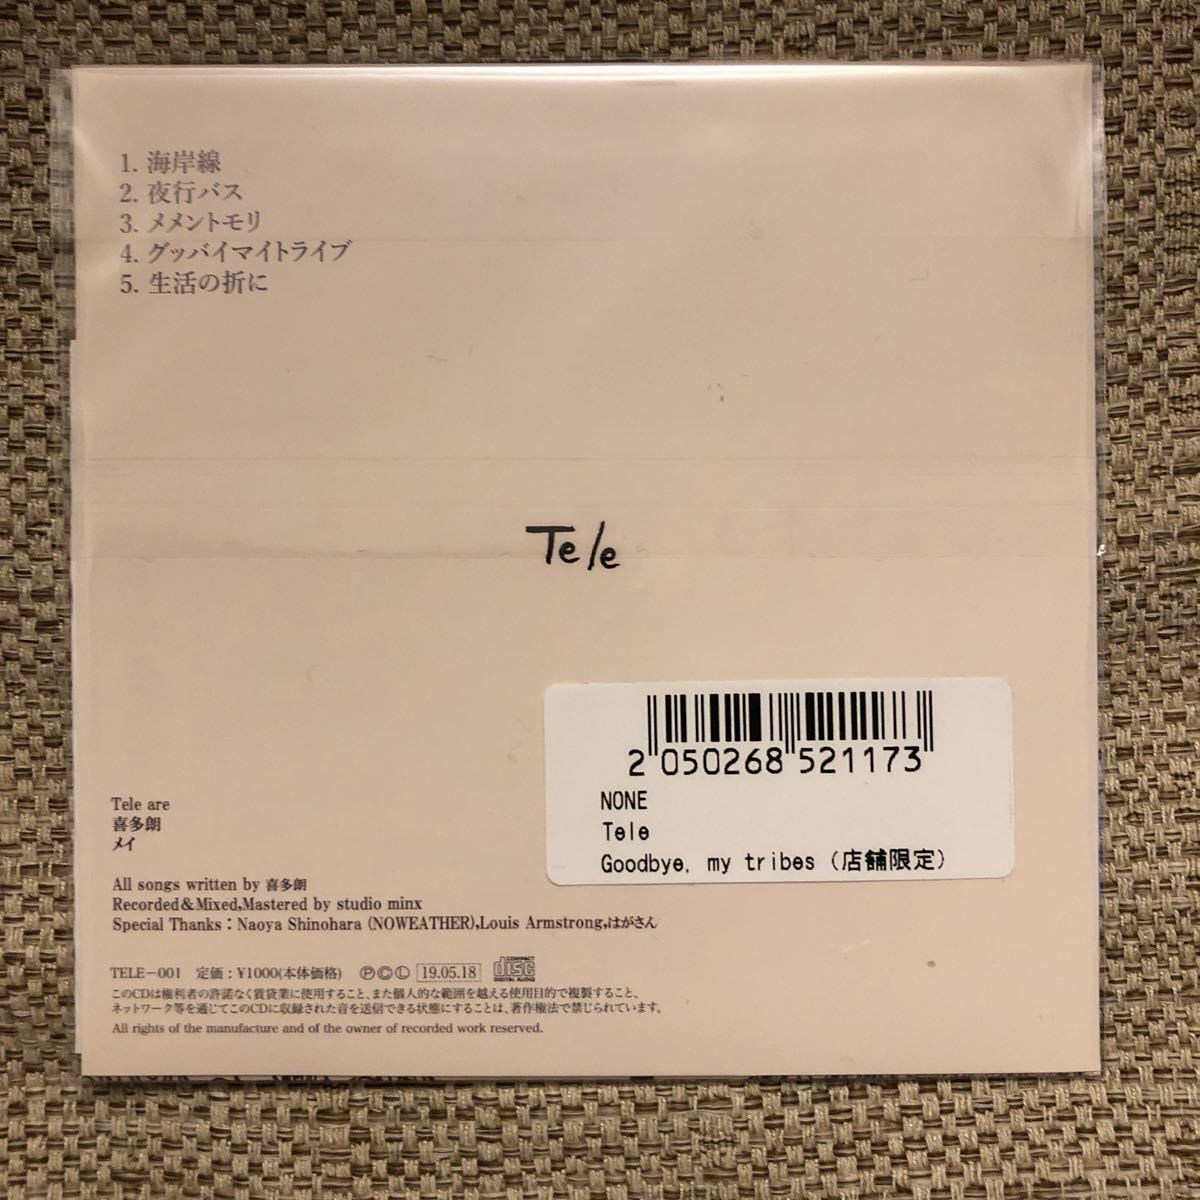 1. 海岸線
2. 夜行バス
3. メメントモリ
4. グッバイマイトライブ
5. 生活の折に
Tele
2 050268 521173
NONE
Tele
Goodbye, my tribes (店舗限定)
Tele are
喜多朗
メイ
All songs written by 喜多朗
Recorded&Mixed,Mastered by studio minx
Special Thanks：Naoya Shinohara (NOWEATHER),Louis Armstrong,はがさん
TELE-001 定価：¥1000(本体価格) ⓅⒸⓁ 19.05.18 COMPACT disc DIGITAL AUDIO
このCDは権利者の許諾なく賃貸業に使用すること、また個人的な範囲を越える使用目的で複製すること、
ネットワーク等を通じてこのCDに収録された音を送信できる状態にすることは、著作権法で禁じられています。
All rights of the manufacture and of the owner of recorded work reserved.